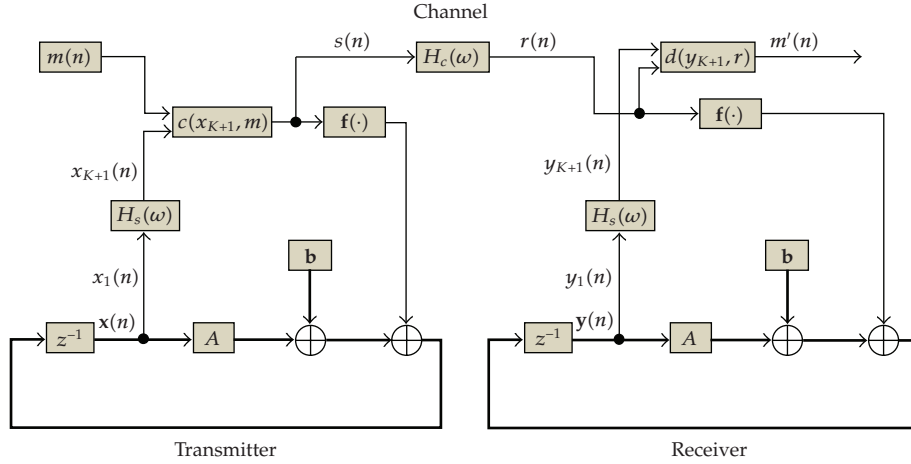 Channel
m(n)
s(n)
H_c(ω)
r(n)
d(y_{K+1}, r)
m′(n)
c(x_{K+1}, m)
f(·)
f(·)
x_{K+1}(n)
y_{K+1}(n)
H_s(ω)
H_s(ω)
x_1(n)
b
y_1(n)
b
z^{−1}
x(n)
A
z^{−1}
y(n)
A
Transmitter
Receiver